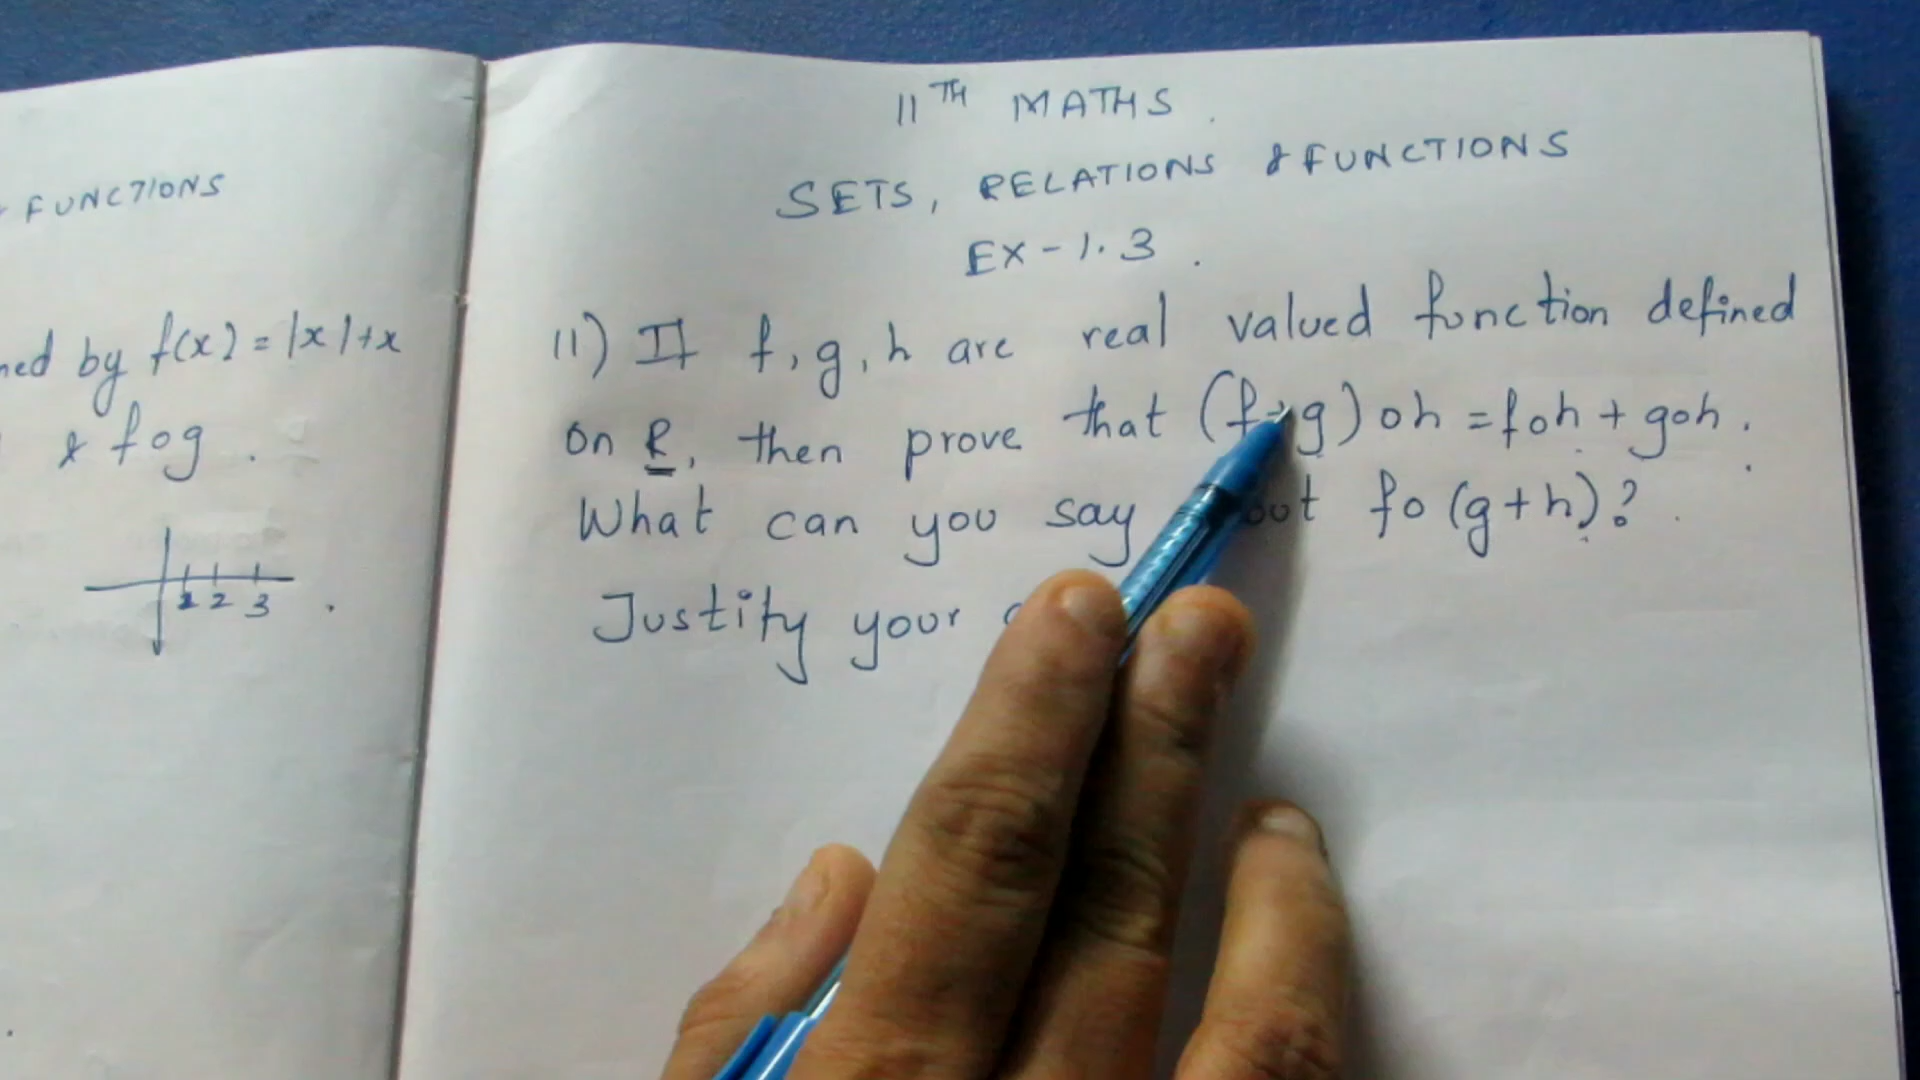 FUNCTIONS
ned by f(x) = |x|+x
& fog.
1 2 3
11TH MATHS.
SETS, RELATIONS & FUNCTIONS
EX-1.3.
11) If f, g, h are real valued function defined
on R, then prove that (f+g)oh = foh + goh.
What can you say fo (g+h)?
Justify your